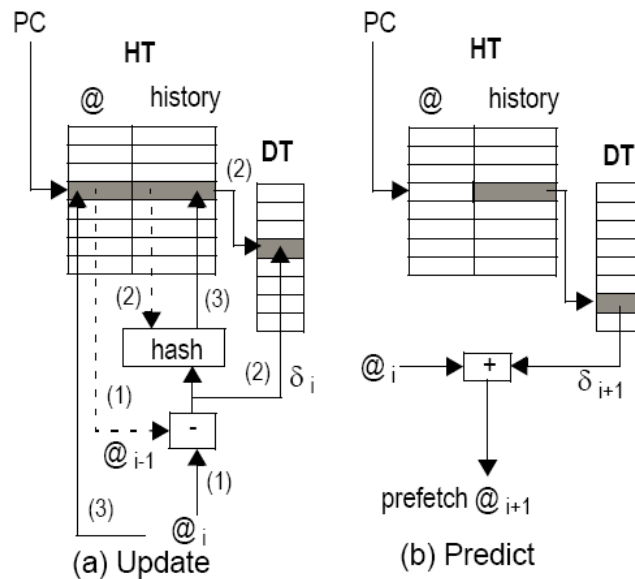 PC
HT
@ history
DT
(2)
(2)
(3)
hash
(1)
(2)
δ i
-
@ i-1
(1)
(3)
@ i
(a) Update
PC
HT
@ history
DT
@ i
+
δ i+1
prefetch @ i+1
(b) Predict